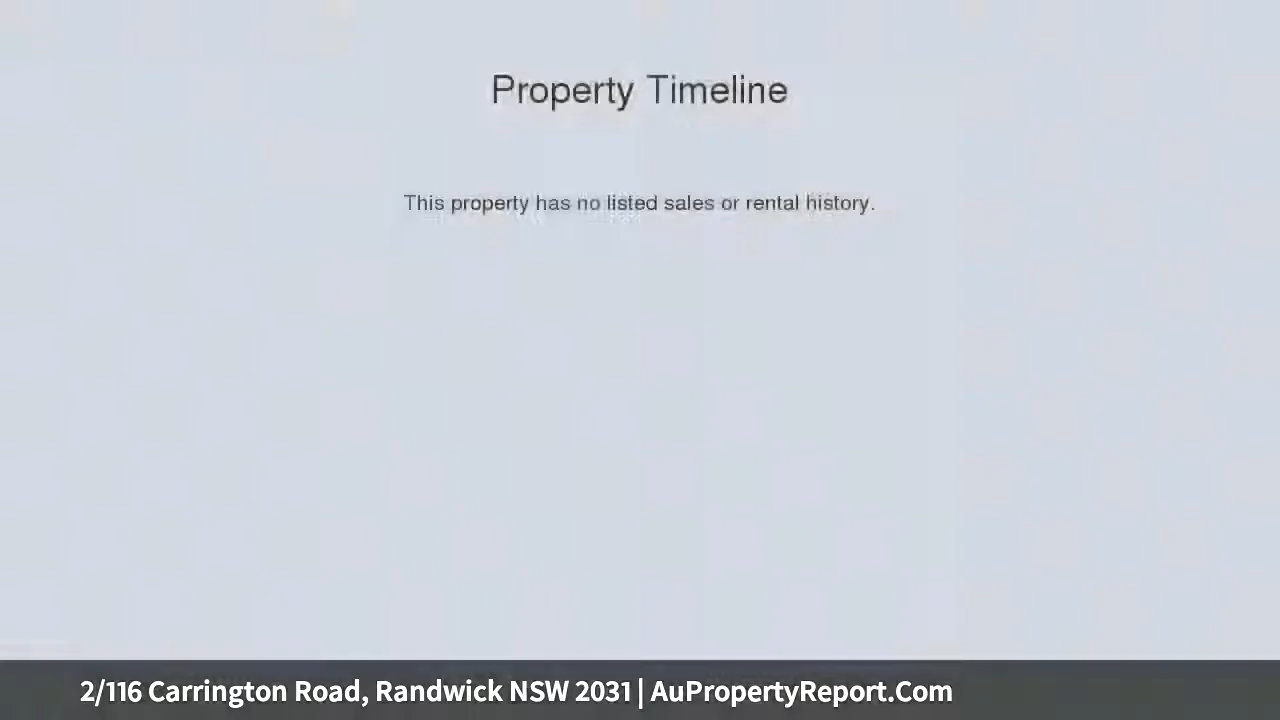 Property Timeline
This property has no listed sales or rental history.
2/116 Carrington Road, Randwick NSW 2031 | AuPropertyReport.Com